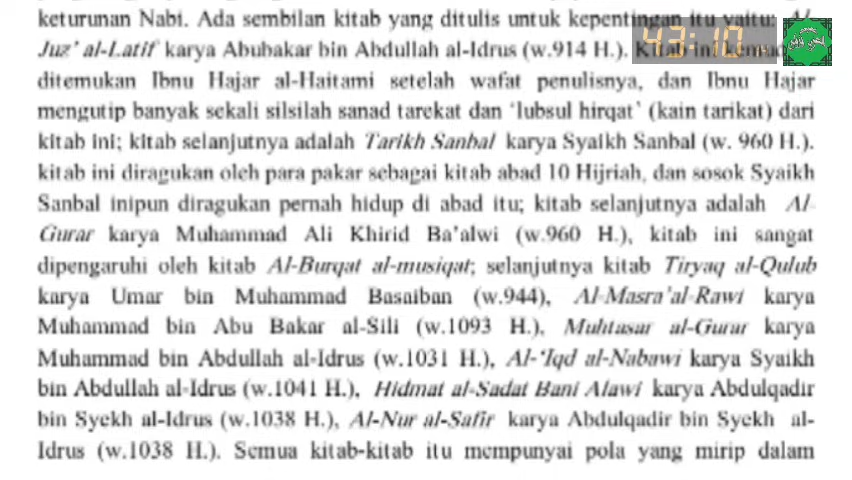 keturunan Nabi. Ada sembilan kitab yang ditulis untuk kepentingan itu yaitu: Al-
Juz' al-Latif karya Abubakar bin Abdullah al-Idrus (w.914 H.). Kitab ini kemudian
43:10
ditemukan Ibnu Hajar al-Haitami setelah wafat penulisnya, dan Ibnu Hajar
mengutip banyak sekali silsilah sanad tarekat dan 'lubsul hirqat' (kain tarikat) dari
kitab ini; kitab selanjutnya adalah Tarikh Sanbal karya Syaikh Sanbal (w. 960 H.).
kitab ini diragukan oleh para pakar sebagai kitab abad 10 Hijriah, dan sosok Syaikh
Sanbal inipun diragukan pernah hidup di abad itu; kitab selanjutnya adalah Al-
Gurar karya Muhammad Ali Khirid Ba'alwi (w.960 H.), kitab ini sangat
dipengaruhi oleh kitab Al-Burqat al-musiqat; selanjutnya kitab Tiryaq al-Qulub
karya Umar bin Muhammad Basaiban (w.944), Al-Masra'al-Rawi karya
Muhammad bin Abu Bakar al-Sili (w.1093 H.), Muhtasar al-Gurar karya
Muhammad bin Abdullah al-Idrus (w.1031 H.), Al-'Iqd al-Nabawi karya Syaikh
bin Abdullah al-Idrus (w.1041 H.), Hidmat al-Sadat Bani Alawi karya Abdulqadir
bin Syekh al-Idrus (w.1038 H.), Al-Nur al-Safir karya Abdulqadir bin Syekh al-
Idrus (w.1038 H.). Semua kitab-kitab itu mempunyai pola yang mirip dalam